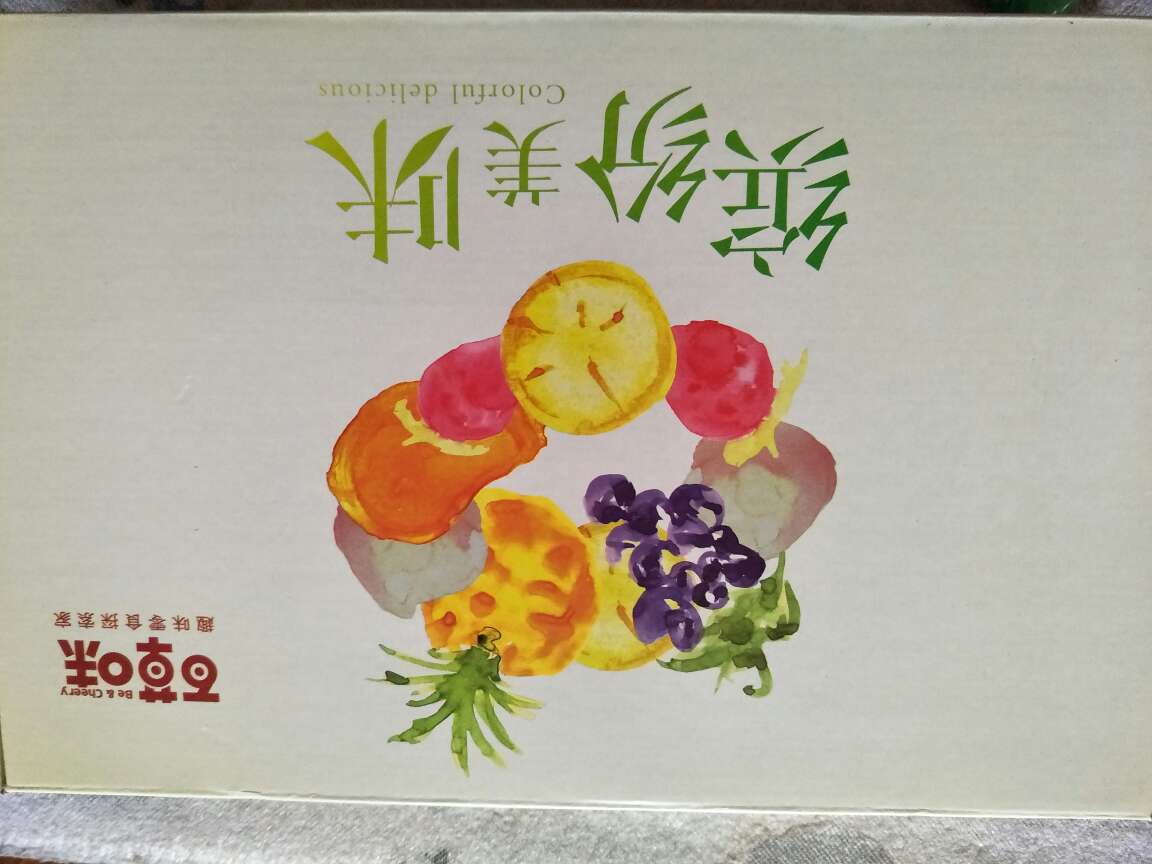 百草味
Be & Cheery
趣味零食探索家
缤纷美味
Colorful delicious